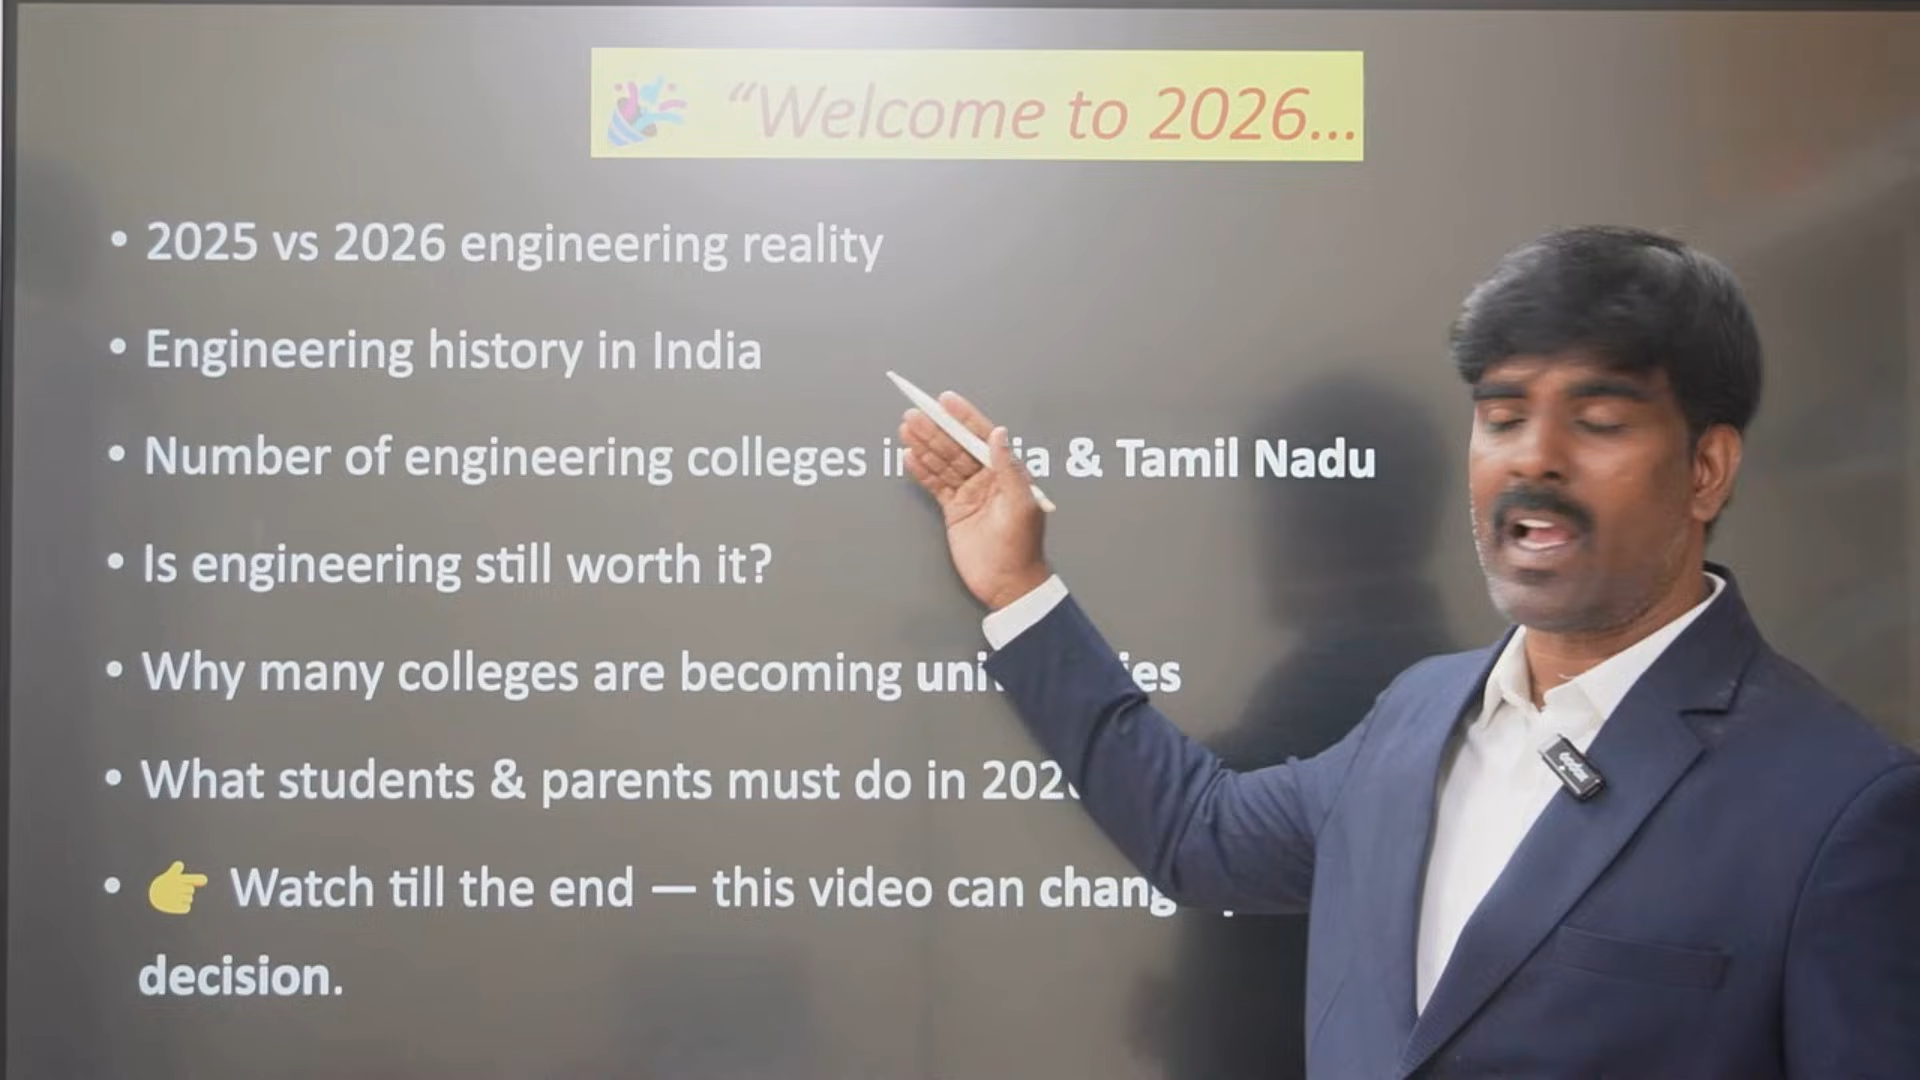 “Welcome to 2026...
• 2025 vs 2026 engineering reality
• Engineering history in India
• Number of engineering colleges in & Tamil Nadu
• Is engineering still worth it?
• Why many colleges are becoming
• What students & parents must do in
• 👉 Watch till the end — this video can
decision.